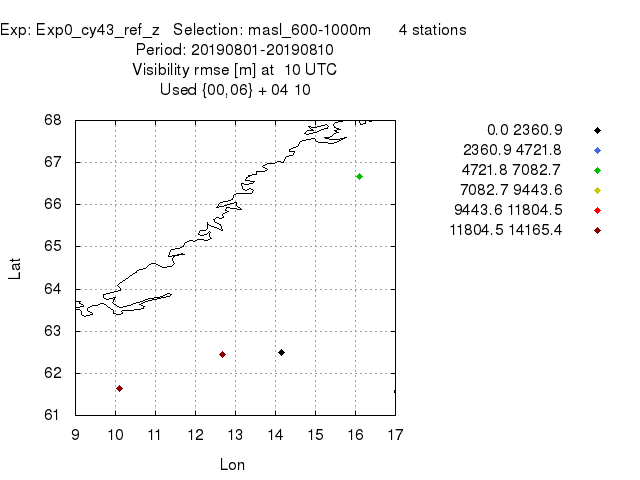 Exp: Exp0_cy43_ref_z   Selection: masl_600-1000m      4 stations
Period: 20190801-20190810
Visibility rmse [m] at  10 UTC
Used {00,06} + 04 10
68
67
66
65
64
63
62
61
9 10 11 12 13 14 15 16 17
Lat
Lon
0.0 2360.9
2360.9 4721.8
4721.8 7082.7
7082.7 9443.6
9443.6 11804.5
11804.5 14165.4